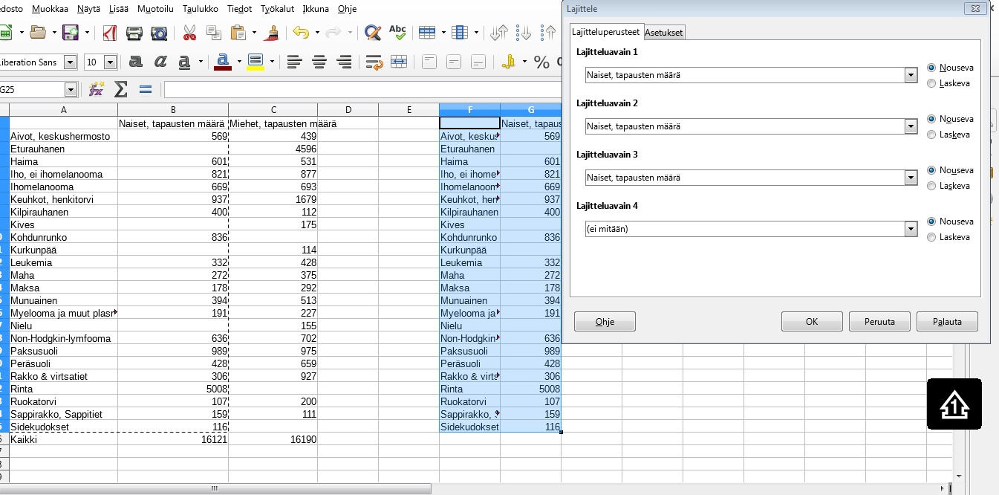 Muokkaa Näytä Lisää Muotoilu Taulukko Tiedot Työkalut Ikkuna Ohje
Abc
iberation Sans 10 a a a a %
A B C D E F G
Naiset, tapausten määrä Miehet, tapausten määrä Naiset, tapaus
Aivot, keskushermosto 569 439 Aivot, kesku 569
Eturauhanen 4596 Eturauhanen
Haima 601 531 Haima 601
Iho, ei ihomelanooma 821 877 Iho, ei ihome 821
Ihomelanooma 669 693 Ihomelanoom 669
Keuhkot, henkitorvi 937 1679 Keuhkot, hen 937
Kilpirauhanen 400 112 Kilpirauhanen 400
Kives 175 Kives
Kohdunrunko 836 Kohdunrunko 836
Kurkunpää 114 Kurkunpää
Leukemia 332 428 Leukemia 332
Maha 272 375 Maha 272
Maksa 178 292 Maksa 178
Munuainen 394 513 Munuainen 394
Myelooma ja muut plasm 191 227 Myelooma ja 191
Nielu 155 Nielu
Non-Hodgkin-lymfooma 636 702 Non-Hodgkin 636
Paksusuoli 989 975 Paksusuoli 989
Peräsuoli 428 659 Peräsuoli 428
Rakko & virtsatiet 306 927 Rakko & virts 306
Rinta 5008 Rinta 5008
Ruokatorvi 107 200 Ruokatorvi 107
Sappirakko, Sappitiet 159 111 Sappirakko, 159
Sidekudokset 116 Sidekudokset 116
Kaikki 16121 16190
Lajittele
Lajitteluperusteet Asetukset
Lajitteluavain 1
Naiset, tapausten määrä Nouseva
Laskeva
Lajitteluavain 2
Naiset, tapausten määrä Nouseva
Laskeva
Lajitteluavain 3
Naiset, tapausten määrä Nouseva
Laskeva
Lajitteluavain 4
(ei mitään) Nouseva
Laskeva
Ohje OK Peruuta Palauta
1